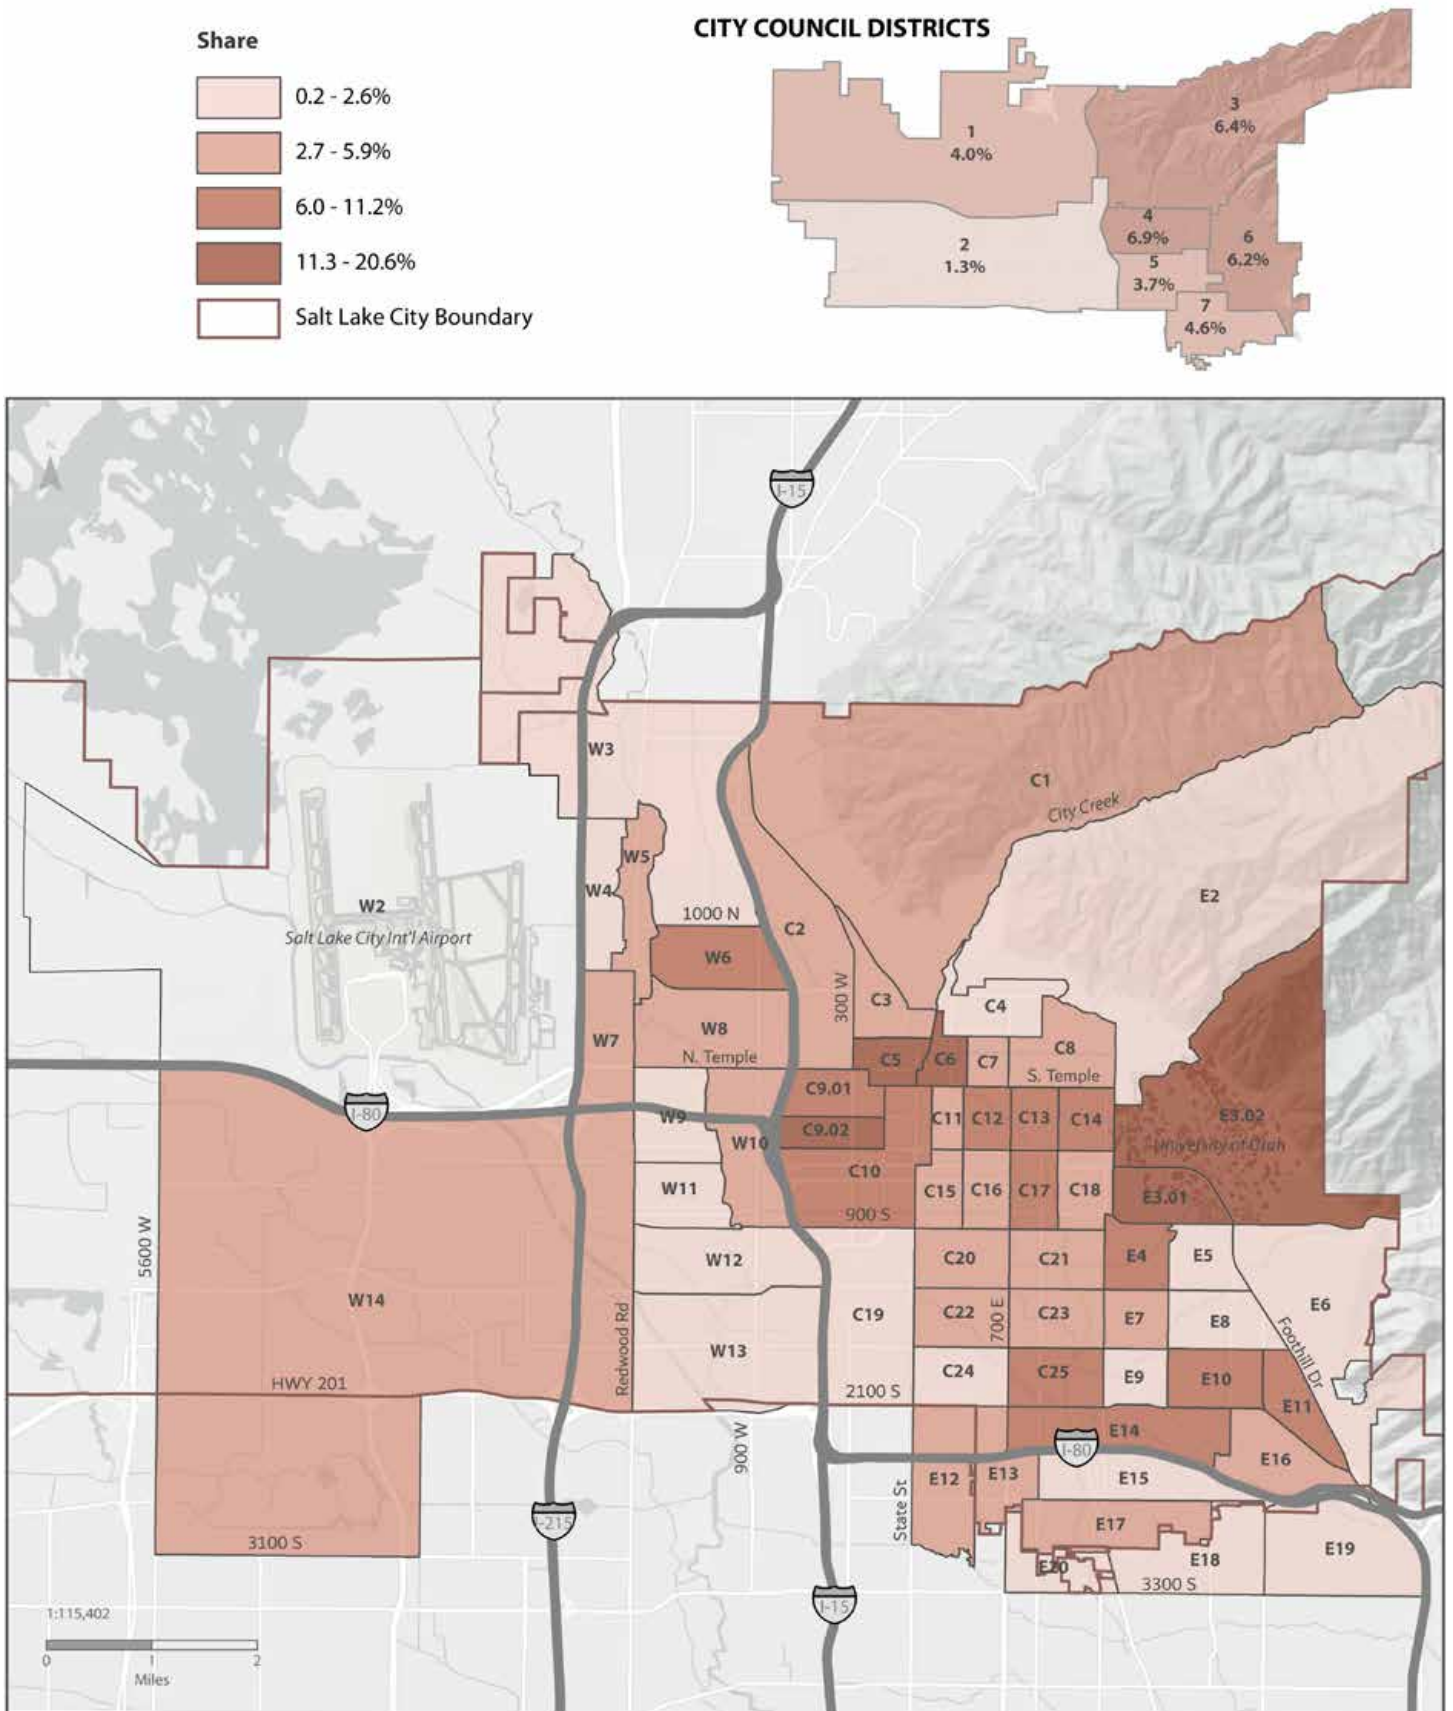 CITY COUNCIL DISTRICTS
Share
0.2 - 2.6%
2.7 - 5.9%
6.0 - 11.2%
11.3 - 20.6%
Salt Lake City Boundary
3
6.4%
1
4.0%
4
6.9%
6
6.2%
2
1.3%
5
3.7%
7
4.6%
I-15
W3
C1
City Creek
W5
W4
E2
W2
Salt Lake City Int'l Airport
1000 N
C2
W6
300 W
C3
C4
W8
W7
N. Temple
C5
C6
C7
C8
S. Temple
C9.01
I-80
W9
C11
C12
C13
C14
E3.02
University of Utah
C9.02
W10
C10
W11
C15
C16
C17
C18
E3.01
900 S
5600 W
W12
C20
C21
E4
E5
W14
C19
C22
700 E
C23
E7
E8
E6
Redwood Rd
W13
Foothill Dr
HWY 201
2100 S
C24
C25
E9
E10
E11
900 W
E14
I-80
E16
State St
E12
E13
E15
I-215
E17
3100 S
E20
E18
E19
3300 S
I-15
1:115,402
0 1 2
Miles